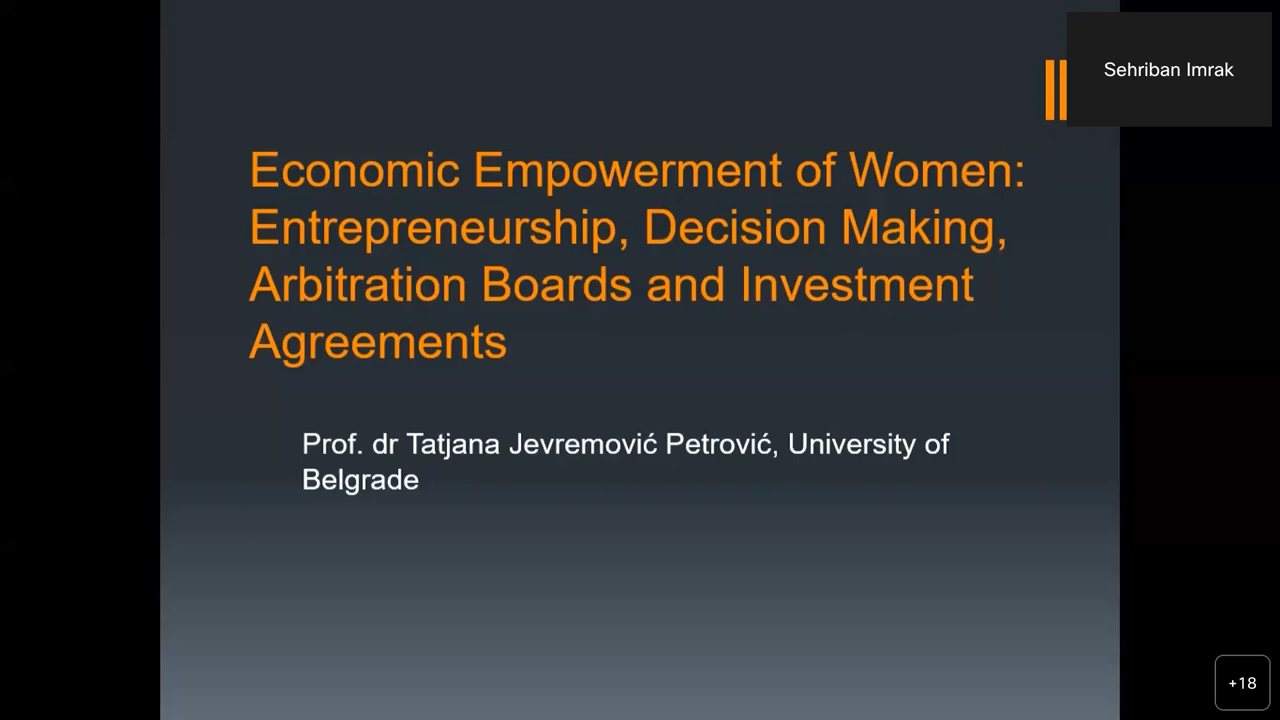 Sehriban Imrak
Economic Empowerment of Women:
Entrepreneurship, Decision Making,
Arbitration Boards and Investment
Agreements
Prof. dr Tatjana Jevremović Petrović, University of
Belgrade
+18